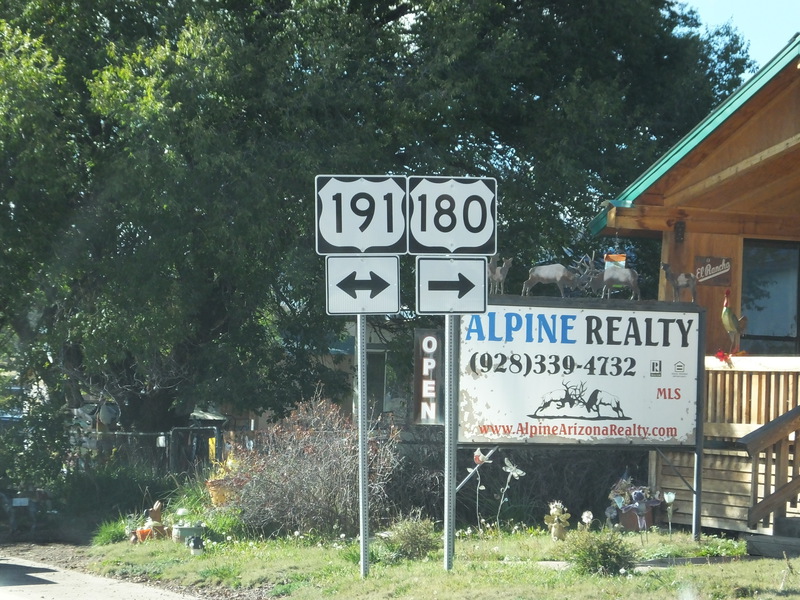 191 180
OPEN
ALPINE REALTY
(928)339-4732
MLS
www.AlpineArizonaRealty.com
El Rancho